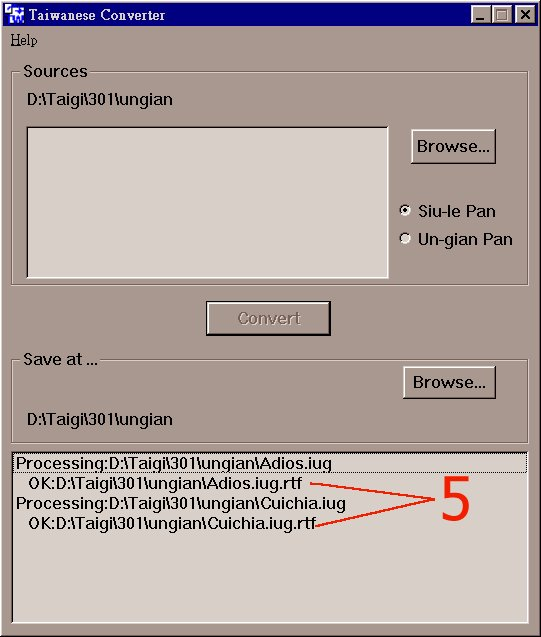 Taiwanese Converter
Help
Sources
D:\Taigi\301\ungian
Browse...
Siu-le Pan
Un-gian Pan
Convert
Save at ...
Browse...
D:\Taigi\301\ungian
Processing:D:\Taigi\301\ungian\Adios.iug
OK:D:\Taigi\301\ungian\Adios.iug.rtf
Processing:D:\Taigi\301\ungian\Cuichia.iug
OK:D:\Taigi\301\ungian\Cuichia.iug.rtf
5